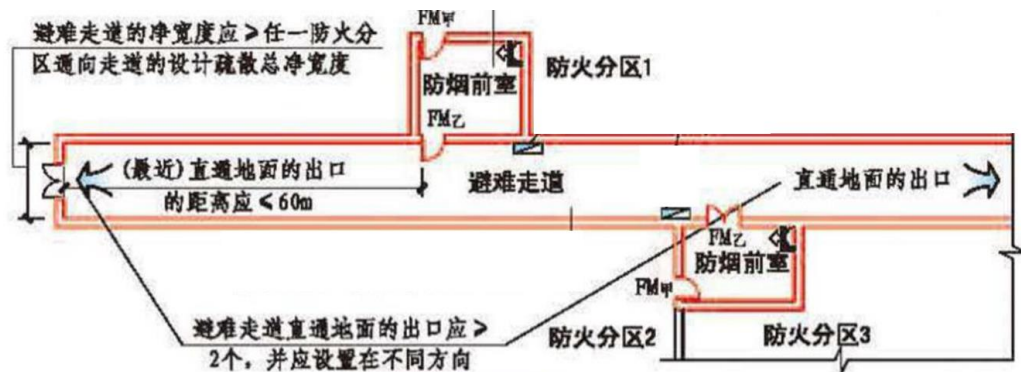 避难走道的净宽度应≥任一防火分
区通向走道的设计疏散总净宽度
FM甲
防烟前室
防火分区1
FM乙
(最近)直通地面的出口
的距离应≤60m
避难走道
直通地面的出口
FM乙
防烟前室
FM甲
避难走道直通地面的出口应≥
2个，并应设置在不同方向
防火分区2
防火分区3